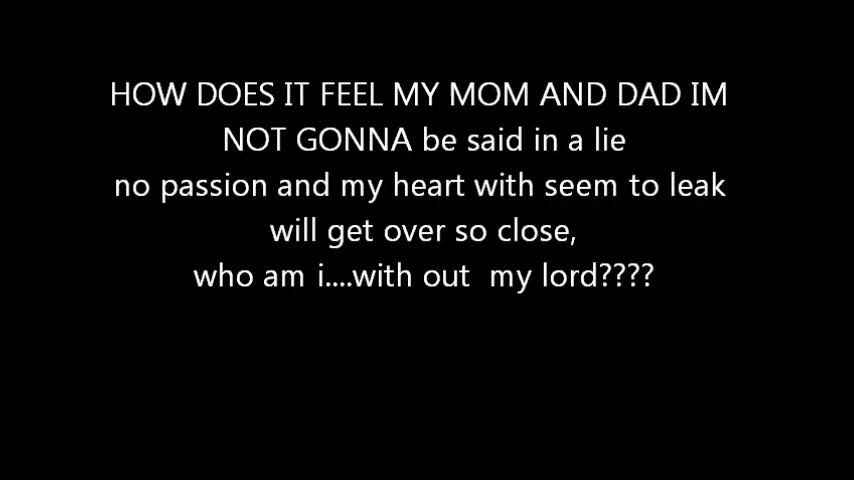 HOW DOES IT FEEL MY MOM AND DAD IM
NOT GONNA be said in a lie
no passion and my heart with seem to leak
will get over so close,
who am i....with out  my lord????